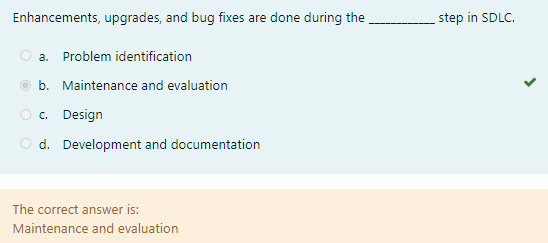 Enhancements, upgrades, and bug fixes are done during the ____________ step in SDLC.
a. Problem identification
b. Maintenance and evaluation
c. Design
d. Development and documentation
The correct answer is:
Maintenance and evaluation